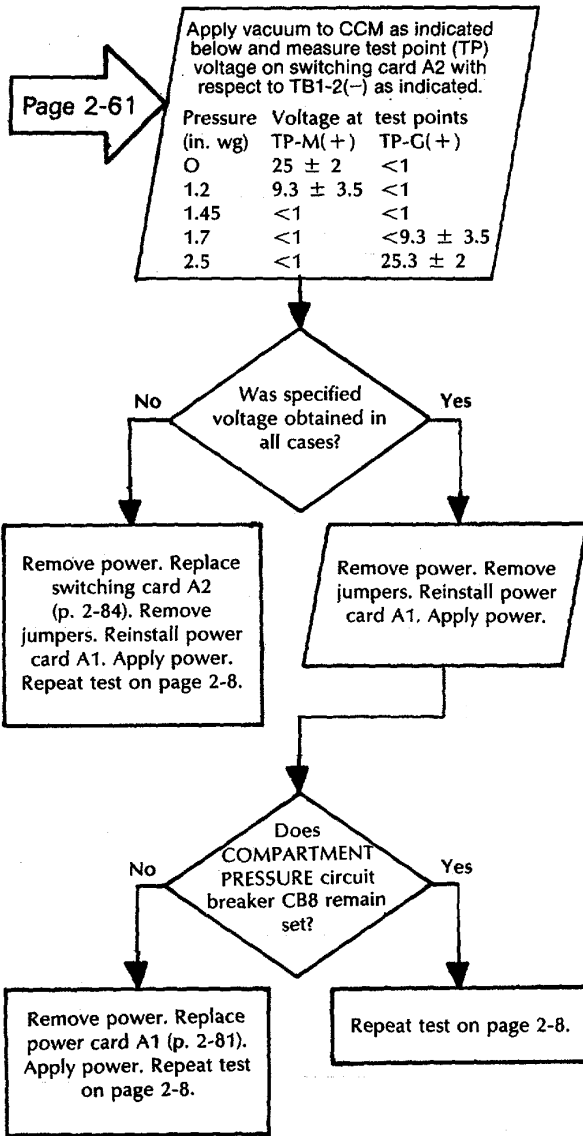 Page 2-61
Apply vacuum to CCM as indicated
below and measure test point (TP)
voltage on switching card A2 with
respect to TB1-2(−) as indicated.
Pressure Voltage at test points
(in. wg) TP-M(+) TP-G(+)
O 25 ± 2 <1
1.2 9.3 ± 3.5 <1
1.45 <1 <1
1.7 <1 <9.3 ± 3.5
2.5 <1 25.3 ± 2
Was specified
voltage obtained in
all cases?
No
Yes
Remove power. Replace
switching card A2
(p. 2-84). Remove
jumpers. Reinstall power
card A1. Apply power.
Repeat test on page 2-8.
Remove power. Remove
jumpers. Reinstall power
card A1. Apply power.
Does
COMPARTMENT
PRESSURE circuit
breaker CB8 remain
set?
No
Yes
Remove power. Replace
power card A1 (p. 2-81).
Apply power. Repeat test
on page 2-8.
Repeat test on page 2-8.